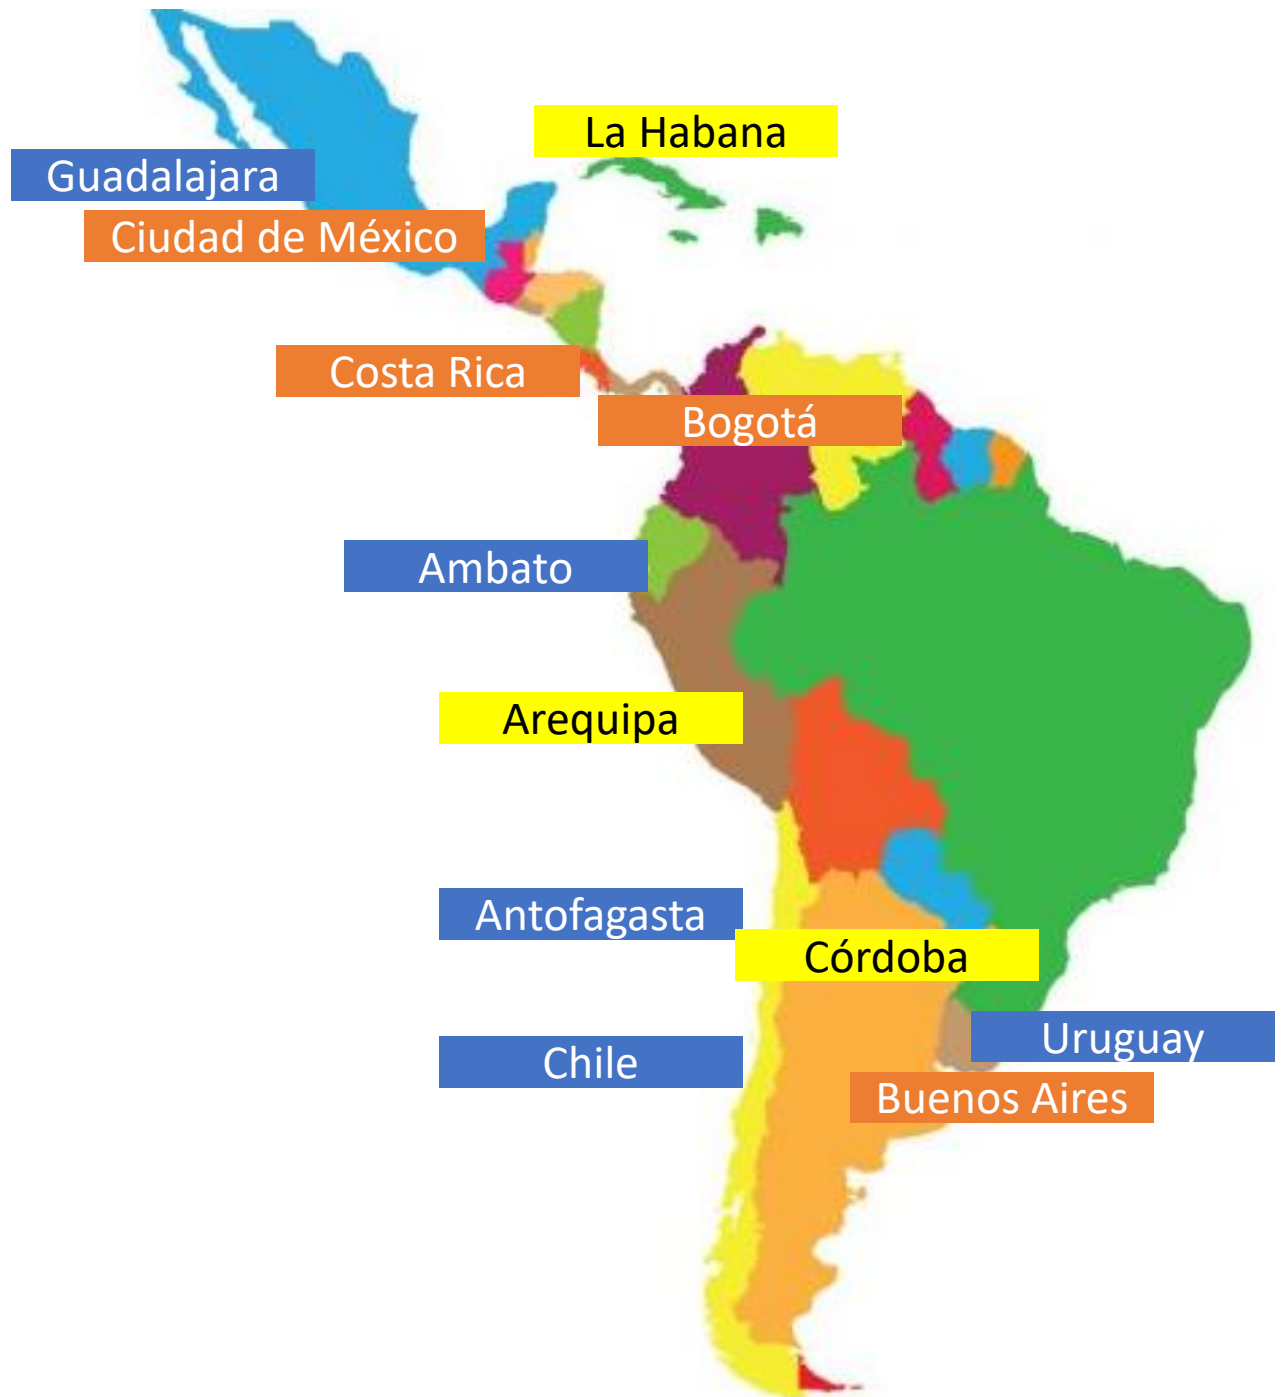 La Habana
Guadalajara
Ciudad de México
Costa Rica
Bogotá
Ambato
Arequipa
Antofagasta
Córdoba
Uruguay
Chile
Buenos Aires